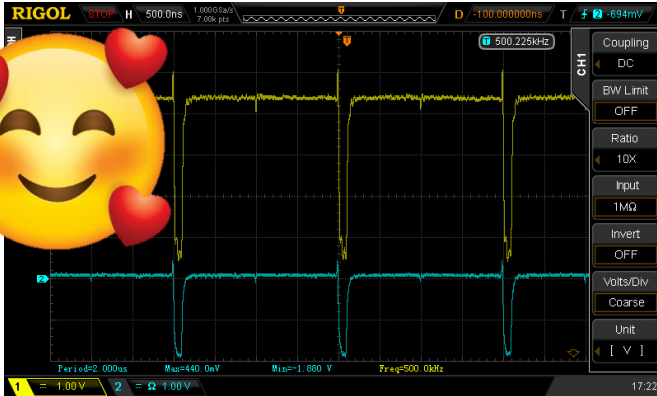 RIGOL STOP H 500.0ns 1.000GSa/s 7.00k pts D -100.000000ns T 2 -694mV
T 500.225kHz
CH1
Coupling
DC
BW Limit
OFF
Ratio
10X
Input
1MΩ
Invert
OFF
Volts/Div
Coarse
Unit
[ V ]
T
2
Period=2.000us Max=440.0mV Min=-1.880 V Freq=500.0kHz
1 = 1.00 V 2 = Ω 1.00 V 17:22